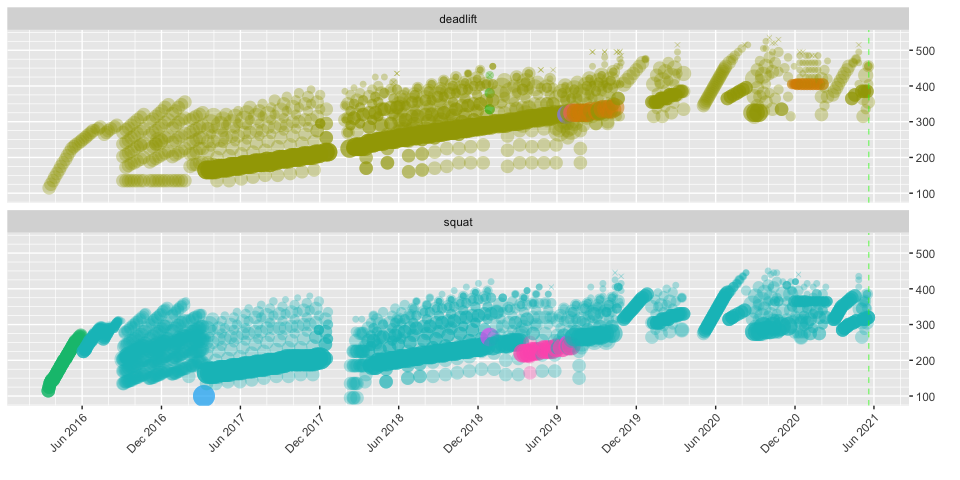 deadlift
500
400
300
200
100
squat
500
400
300
200
100
Jun 2016
Dec 2016
Jun 2017
Dec 2017
Jun 2018
Dec 2018
Jun 2019
Dec 2019
Jun 2020
Dec 2020
Jun 2021